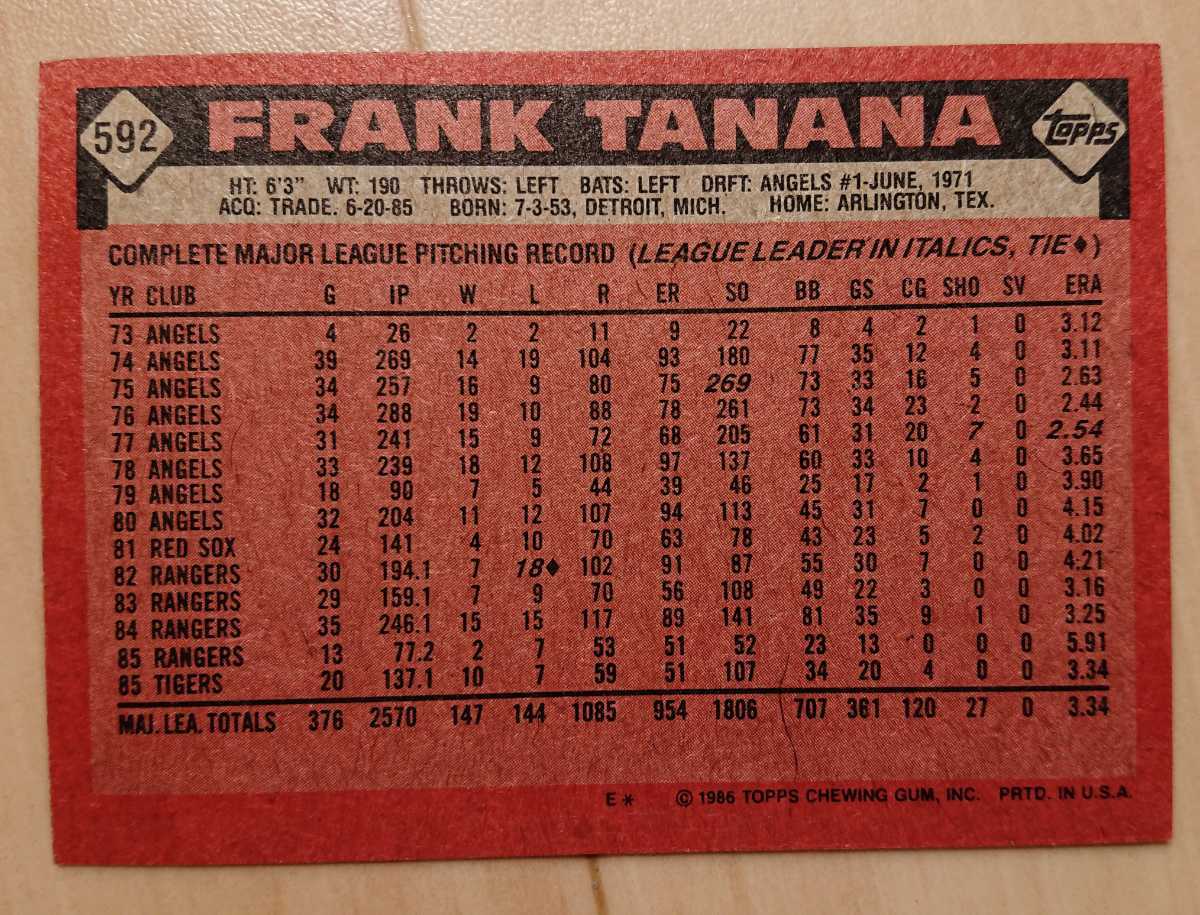 592 FRANK TANANA TOPPS
HT: 6'3" WT: 190 THROWS: LEFT BATS: LEFT DRFT: ANGELS #1-JUNE, 1971
ACQ: TRADE. 6-20-85 BORN: 7-3-53, DETROIT, MICH. HOME: ARLINGTON, TEX.
COMPLETE MAJOR LEAGUE PITCHING RECORD (LEAGUE LEADER IN ITALICS, TIE♦)
YR CLUB G IP W L R ER SO BB GS CG SHO SV ERA
73 ANGELS 4 26 2 2 11 9 22 8 4 2 1 0 3.12
74 ANGELS 39 269 14 19 104 93 180 77 35 12 4 0 3.11
75 ANGELS 34 257 16 9 80 75 269 73 33 16 5 0 2.63
76 ANGELS 34 288 19 10 88 78 261 73 34 23 2 0 2.44
77 ANGELS 31 241 15 9 72 68 205 61 31 20 7 0 2.54
78 ANGELS 33 239 18 12 108 97 137 60 33 10 4 0 3.65
79 ANGELS 18 90 7 5 44 39 46 25 17 2 1 0 3.90
80 ANGELS 32 204 11 12 107 94 113 45 31 7 0 0 4.15
81 RED SOX 24 141 4 10 70 63 78 43 23 5 2 0 4.02
82 RANGERS 30 194.1 7 18♦ 102 91 87 55 30 7 0 0 4.21
83 RANGERS 29 159.1 7 9 70 56 108 49 22 3 0 0 3.16
84 RANGERS 35 246.1 15 15 117 89 141 81 35 9 1 0 3.25
85 RANGERS 13 77.2 2 7 53 51 52 23 13 0 0 0 5.91
85 TIGERS 20 137.1 10 7 59 51 107 34 20 4 0 0 3.34
MAJ. LEA. TOTALS 376 2570 147 144 1085 954 1806 707 361 120 27 0 3.34
E * © 1986 TOPPS CHEWING GUM, INC. PRTD. IN U.S.A.